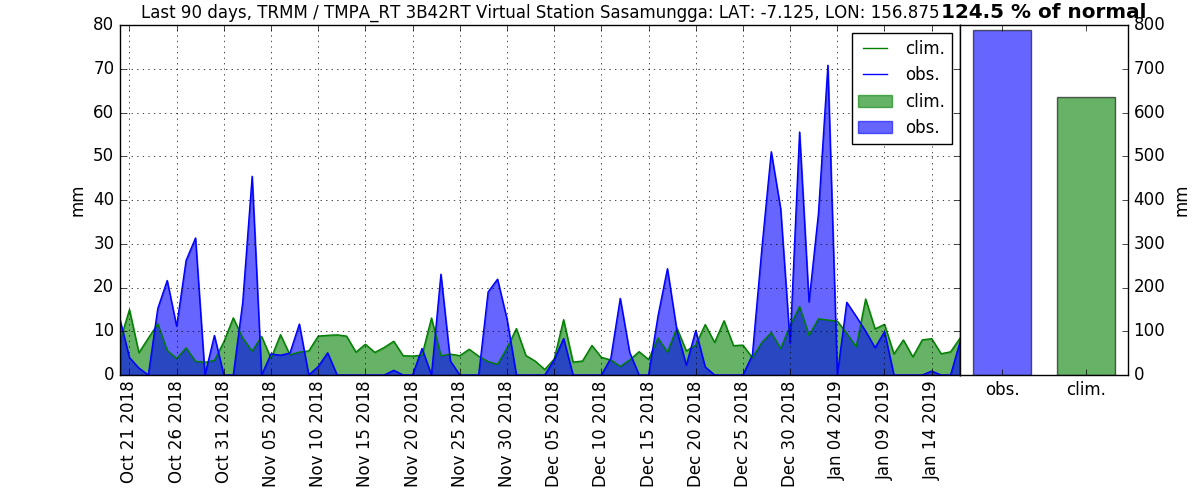 Last 90 days, TRMM / TMPA_RT 3B42RT Virtual Station Sasamungga: LAT: -7.125, LON: 156.875
124.5 % of normal
clim.
obs.
clim.
obs.
mm
80
70
60
50
40
30
20
10
0
Oct 21 2018
Oct 26 2018
Oct 31 2018
Nov 05 2018
Nov 10 2018
Nov 15 2018
Nov 20 2018
Nov 25 2018
Nov 30 2018
Dec 05 2018
Dec 10 2018
Dec 15 2018
Dec 20 2018
Dec 25 2018
Dec 30 2018
Jan 04 2019
Jan 09 2019
Jan 14 2019
800
700
600
500
400
300
200
100
0
mm
obs.
clim.